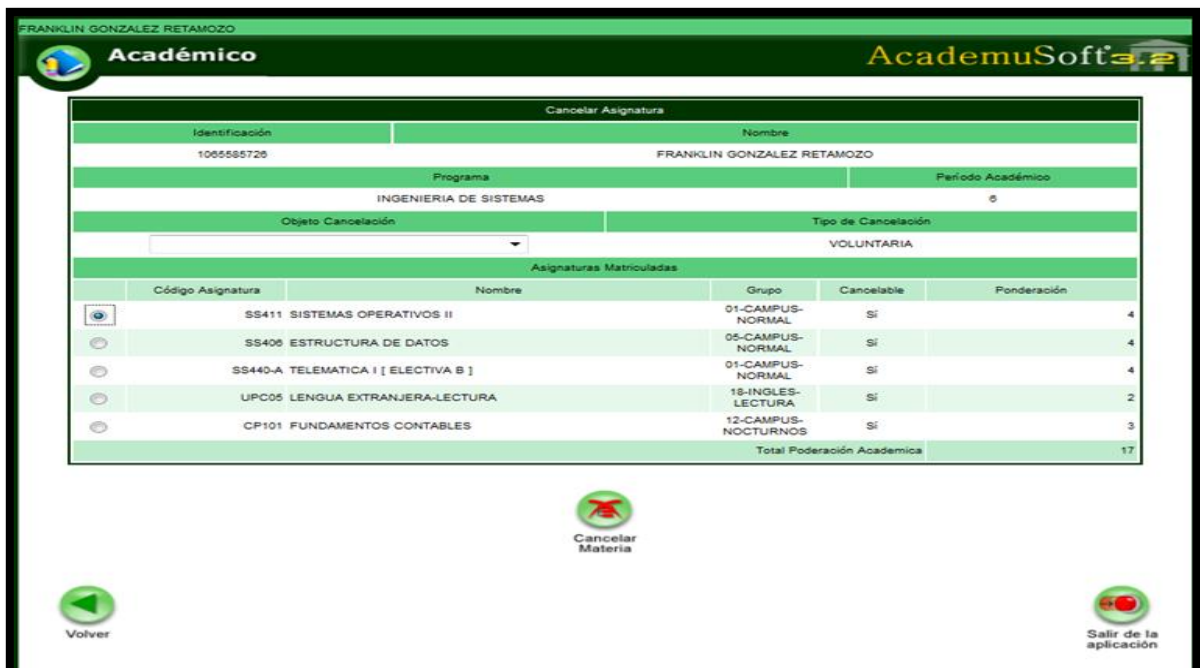 FRANKLIN GONZALEZ RETAMOZO
Académico
AcademuSoft 3.2
Cancelar Asignatura
Identificación Nombre
1065585726 FRANKLIN GONZALEZ RETAMOZO
Programa Período Académico
INGENIERIA DE SISTEMAS 6
Objeto Cancelación Tipo de Cancelación
VOLUNTARIA
Asignaturas Matriculadas
Código Asignatura Nombre Grupo Cancelable Ponderación
SS411 SISTEMAS OPERATIVOS II 01-CAMPUS-NORMAL Sí 4
SS406 ESTRUCTURA DE DATOS 05-CAMPUS-NORMAL Sí 4
SS440-A TELEMATICA I [ ELECTIVA B ] 01-CAMPUS-NORMAL Sí 4
UPC05 LENGUA EXTRANJERA-LECTURA 18-INGLES-LECTURA Sí 2
CP101 FUNDAMENTOS CONTABLES 12-CAMPUS-NOCTURNOS Sí 3
Total Poderación Academica 17
Cancelar
Materia
Volver
Salir de la
aplicación